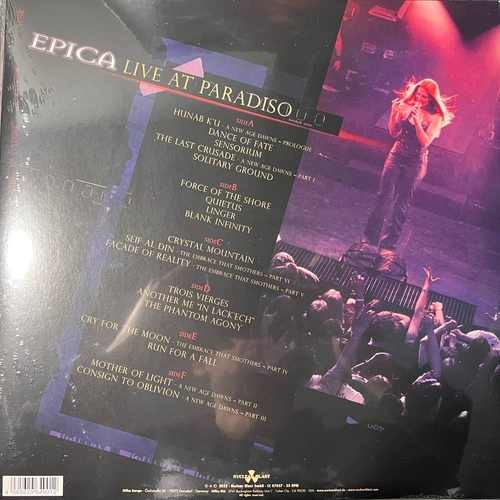 EPICA LIVE AT PARADISO
SIDE A
HUNAB K'U - A NEW AGE DAWNS ~ PROLOGUE
DANCE OF FATE
SENSORIUM
THE LAST CRUSADE - A NEW AGE DAWNS ~ PART I
SOLITARY GROUND
SIDE B
FORCE OF THE SHORE
QUIETUS
LINGER
BLANK INFINITY
SIDE C
CRYSTAL MOUNTAIN
SEIF AL DIN - THE EMBRACE THAT SMOTHERS ~ PART VI
FACADE OF REALITY - THE EMBRACE THAT SMOTHERS ~ PART V
SIDE D
TROIS VIERGES
ANOTHER ME "IN LACK'ECH"
THE PHANTOM AGONY
SIDE E
CRY FOR THE MOON - THE EMBRACE THAT SMOTHERS ~ PART IV
RUN FOR A FALL
SIDE F
MOTHER OF LIGHT - A NEW AGE DAWNS ~ PART II
CONSIGN TO OBLIVION - A NEW AGE DAWNS ~ PART III
NUCLEAR BLAST